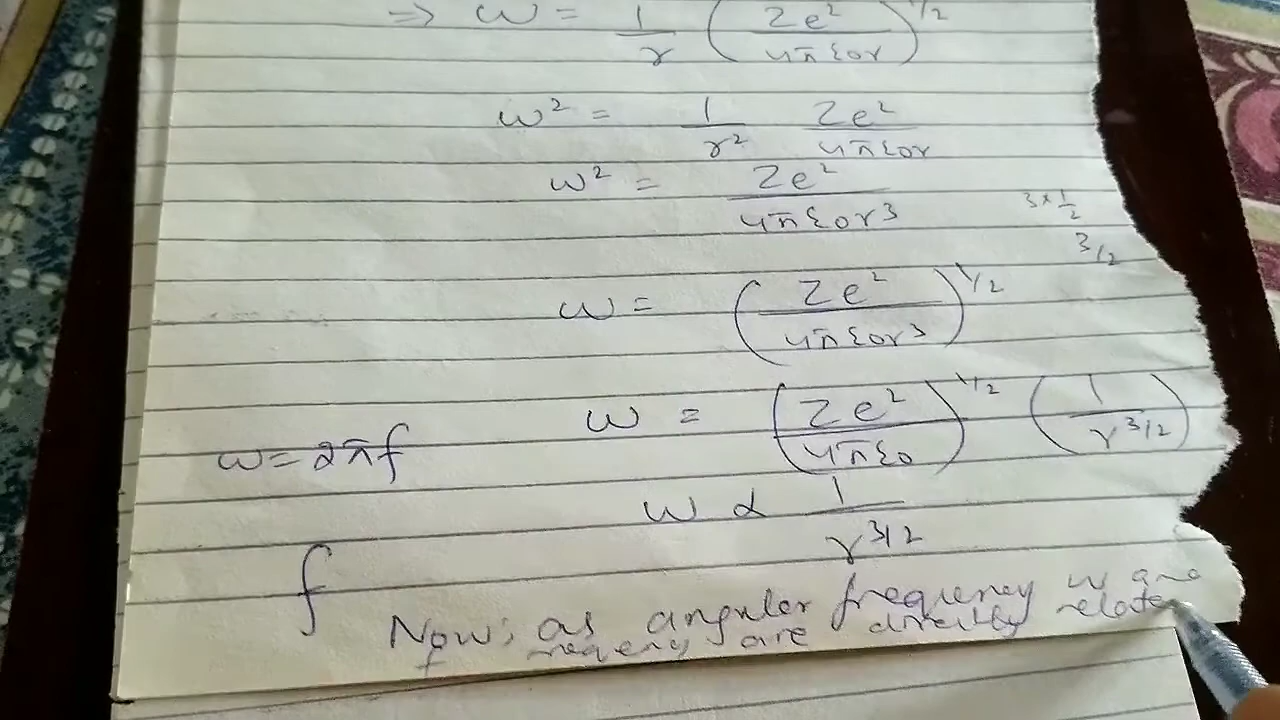 ⇒ ω = 1/r (Ze²/4πε0r)^1/2
ω² = 1/r² Ze²/4πε0r
ω² = Ze²/4πε0r³
3×1/2
3/2
ω = (Ze²/4πε0r³)^1/2
ω = (Ze²/4πε0)^1/2 (1/r^3/2)
ω = 2πf
ω α 1/r^3/2
f
Now; as angular frequency w and
frequency are directly relate